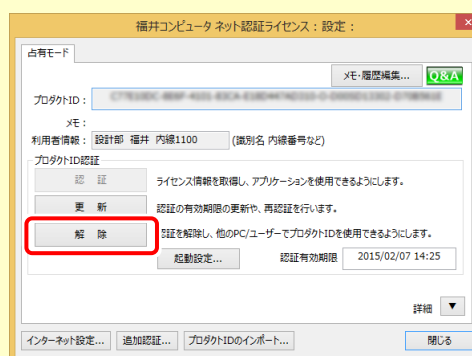 福井コンピュータ ネット認証ライセンス：設定：
占有モード
メモ・履歴編集... Q&A
プロダクトID：
メモ：
利用者情報： 設計部 福井 内線1100 (識別名 内線番号など)
プロダクトID認証
認 証 ライセンス情報を取得し、アプリケーションを使用できるようにします。
更 新 認証の有効期限の更新や、再認証を行います。
解 除 認証を解除し、他のPC/ユーザーでプロダクトIDを使用できるようにします。
起動設定... 認証有効期限 2015/02/07 14:25
詳細 ▼
インターネット設定... 追加認証... プロダクトIDのインポート... 閉じる